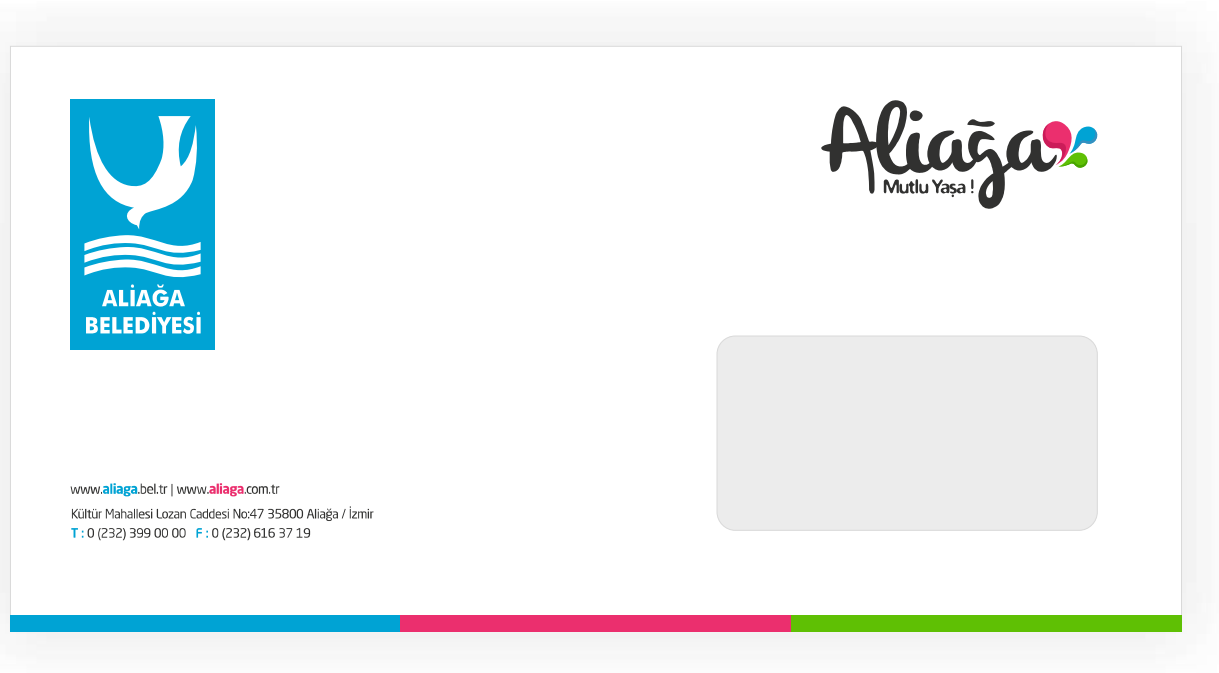 ALİAĞA
BELEDİYESİ
Aliağa
Mutlu Yaşa !
www.aliaga.bel.tr | www.aliaga.com.tr
Kültür Mahallesi Lozan Caddesi No:47 35800 Aliağa / İzmir
T : 0 (232) 399 00 00 F : 0 (232) 616 37 19